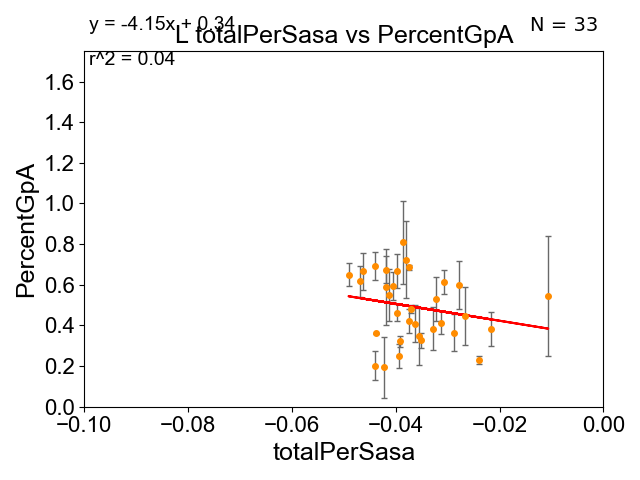 y = -4.15x + 0.34
N = 33
L totalPerSasa vs PercentGpA
r^2 = 0.04
1.6
1.4
1.2
1.0
0.8
0.6
0.4
0.2
0.0
PercentGpA
−0.10
−0.08
−0.06
−0.04
−0.02
0.00
totalPerSasa